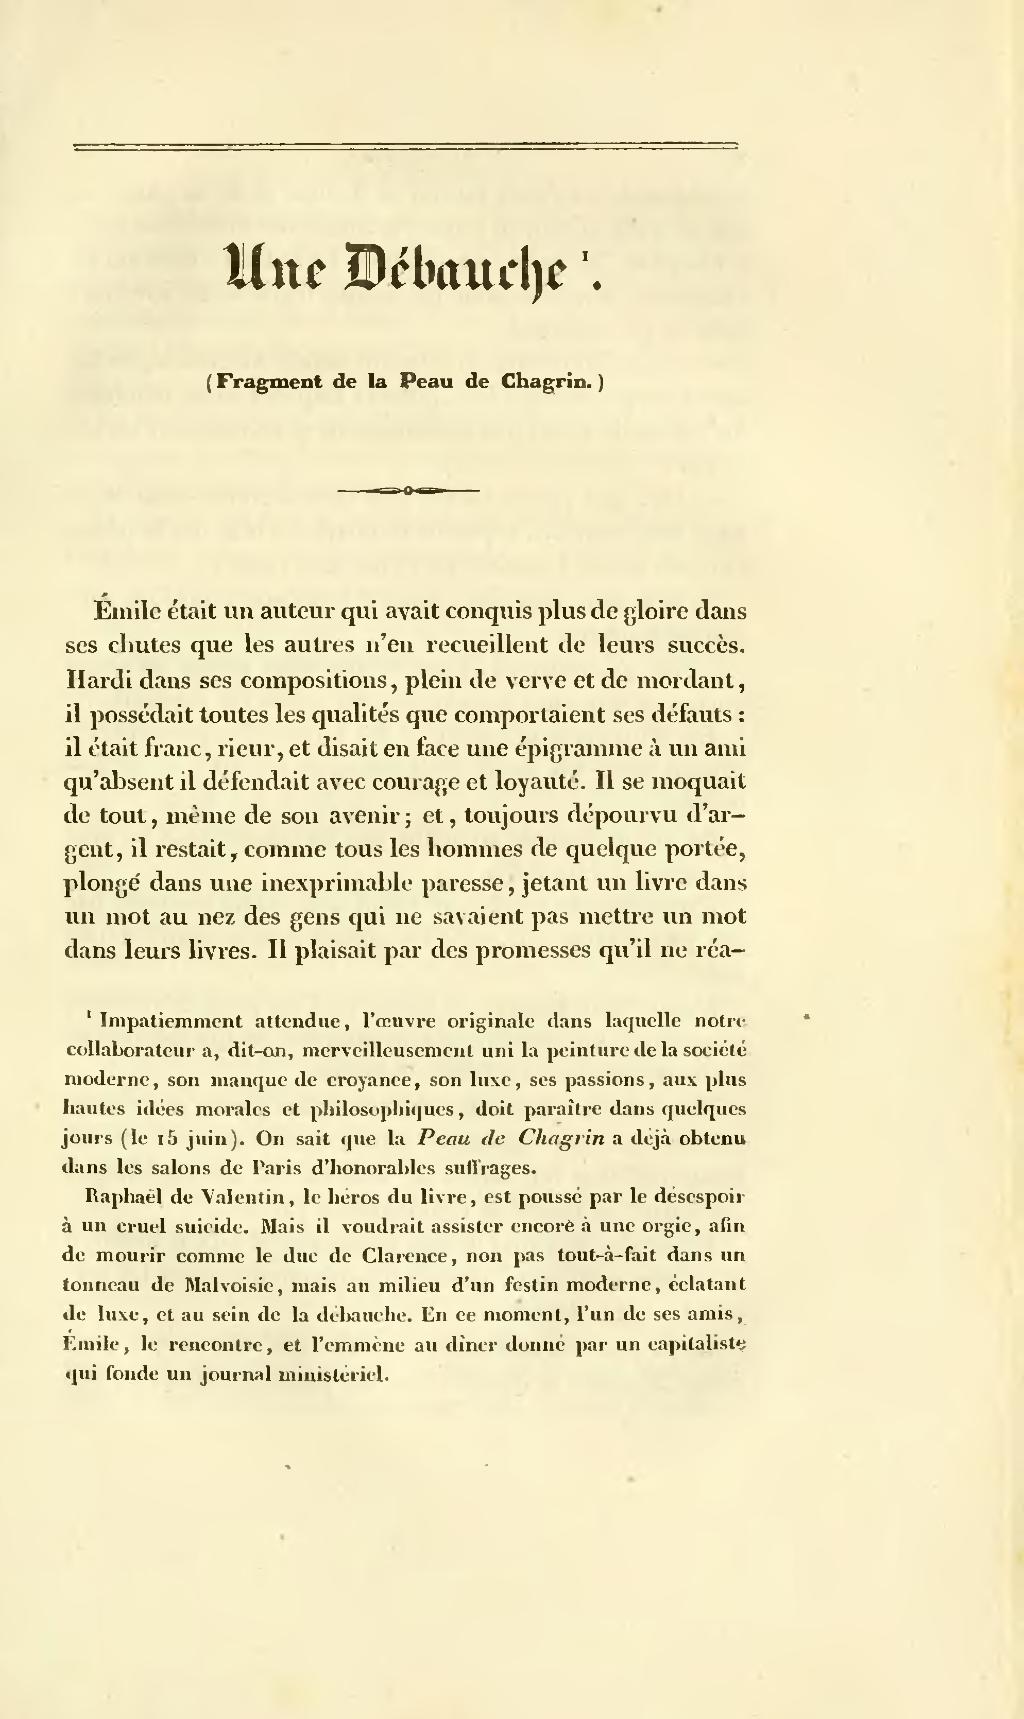 Une Débauche ¹.
(Fragment de la Peau de Chagrin.)
Émile était un auteur qui avait conquis plus de gloire dans
ses chutes que les autres n’en recueillent de leurs succès.
Hardi dans ses compositions, plein de verve et de mordant,
il possédait toutes les qualités que comportaient ses défauts :
il était franc, rieur, et disait en face une épigramme à un ami
qu’absent il défendait avec courage et loyauté. Il se moquait
de tout, même de son avenir; et, toujours dépourvu d’ar-
gent, il restait, comme tous les hommes de quelque portée,
plongé dans une inexprimable paresse, jetant un livre dans
un mot au nez des gens qui ne savaient pas mettre un mot
dans leurs livres. Il plaisait par des promesses qu’il ne réa-
¹ Impatiemment attendue, l’œuvre originale dans laquelle notre
collaborateur a, dit-on, merveilleusement uni la peinture de la société
moderne, son manque de croyance, son luxe, ses passions, aux plus
hautes idées morales et philosophiques, doit paraître dans quelques
jours (le 15 juin). On sait que la Peau de Chagrin a déjà obtenu
dans les salons de Paris d’honorables suffrages.
Raphaël de Valentin, le héros du livre, est poussé par le désespoir
à un cruel suicide. Mais il voudrait assister encore à une orgie, afin
de mourir comme le duc de Clarence, non pas tout-à-fait dans un
tonneau de Malvoisie, mais au milieu d’un festin moderne, éclatant
de luxe, et au sein de la débauche. En ce moment, l’un de ses amis,
Émile, le rencontre, et l’emmène au dîner donné par un capitaliste
qui fonde un journal ministériel.